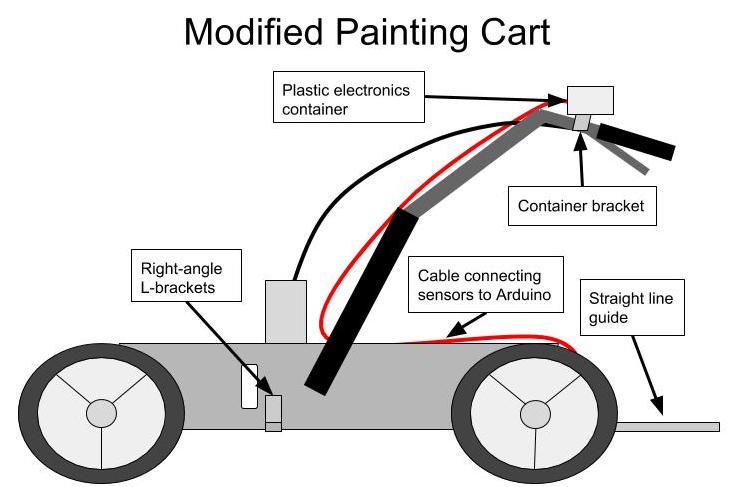 Modified Painting Cart
Plastic electronics
container
Container bracket
Right-angle
L-brackets
Cable connecting
sensors to Arduino
Straight line
guide